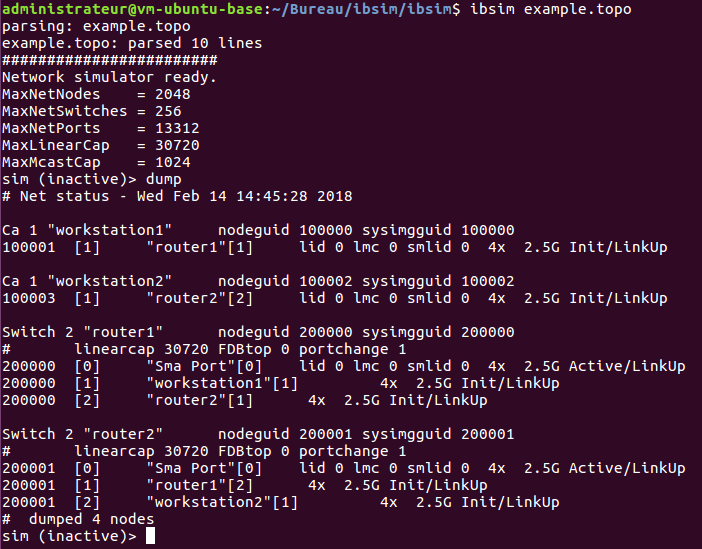 administrateur@vm-ubuntu-base:~/Bureau/ibsim/ibsim$ ibsim example.topo
parsing: example.topo
example.topo: parsed 10 lines
########################
Network simulator ready.
MaxNetNodes    = 2048
MaxNetSwitches = 256
MaxNetPorts    = 13312
MaxLinearCap   = 30720
MaxMcastCap    = 1024
sim (inactive)> dump
# Net status - Wed Feb 14 14:45:28 2018

Ca 1 "workstation1"     nodeguid 100000 sysimgguid 100000
100001  [1]     "router1"[1]     lid 0 lmc 0 smlid 0  4x  2.5G Init/LinkUp

Ca 1 "workstation2"     nodeguid 100002 sysimgguid 100002
100003  [1]     "router2"[2]     lid 0 lmc 0 smlid 0  4x  2.5G Init/LinkUp

Switch 2 "router1"      nodeguid 200000 sysimgguid 200000
#       linearcap 30720 FDBtop 0 portchange 1
200000  [0]     "Sma Port"[0]    lid 0 lmc 0 smlid 0  4x  2.5G Active/LinkUp
200000  [1]     "workstation1"[1]         4x  2.5G Init/LinkUp
200000  [2]     "router2"[1]      4x  2.5G Init/LinkUp

Switch 2 "router2"      nodeguid 200001 sysimgguid 200001
#       linearcap 30720 FDBtop 0 portchange 1
200001  [0]     "Sma Port"[0]    lid 0 lmc 0 smlid 0  4x  2.5G Active/LinkUp
200001  [1]     "router1"[2]      4x  2.5G Init/LinkUp
200001  [2]     "workstation2"[1]         4x  2.5G Init/LinkUp
#  dumped 4 nodes
sim (inactive)>